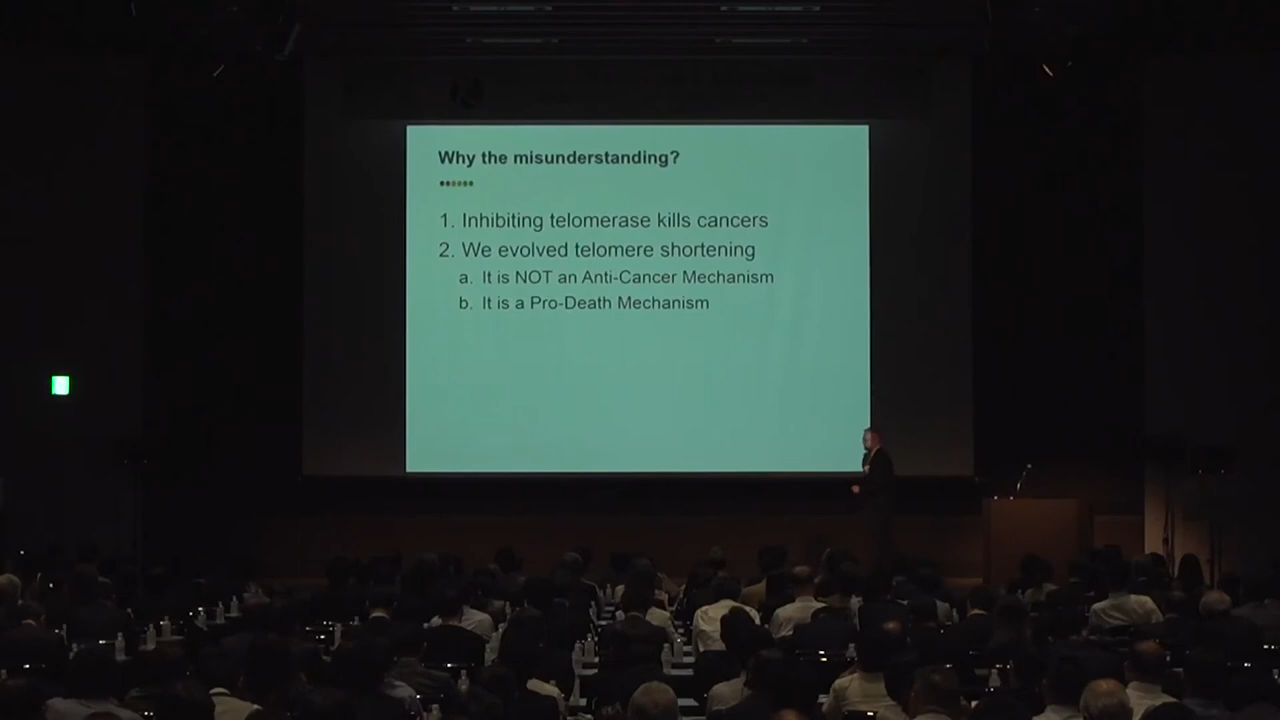 Why the misunderstanding?
1. Inhibiting telomerase kills cancers
2. We evolved telomere shortening
a. It is NOT an Anti-Cancer Mechanism
b. It is a Pro-Death Mechanism